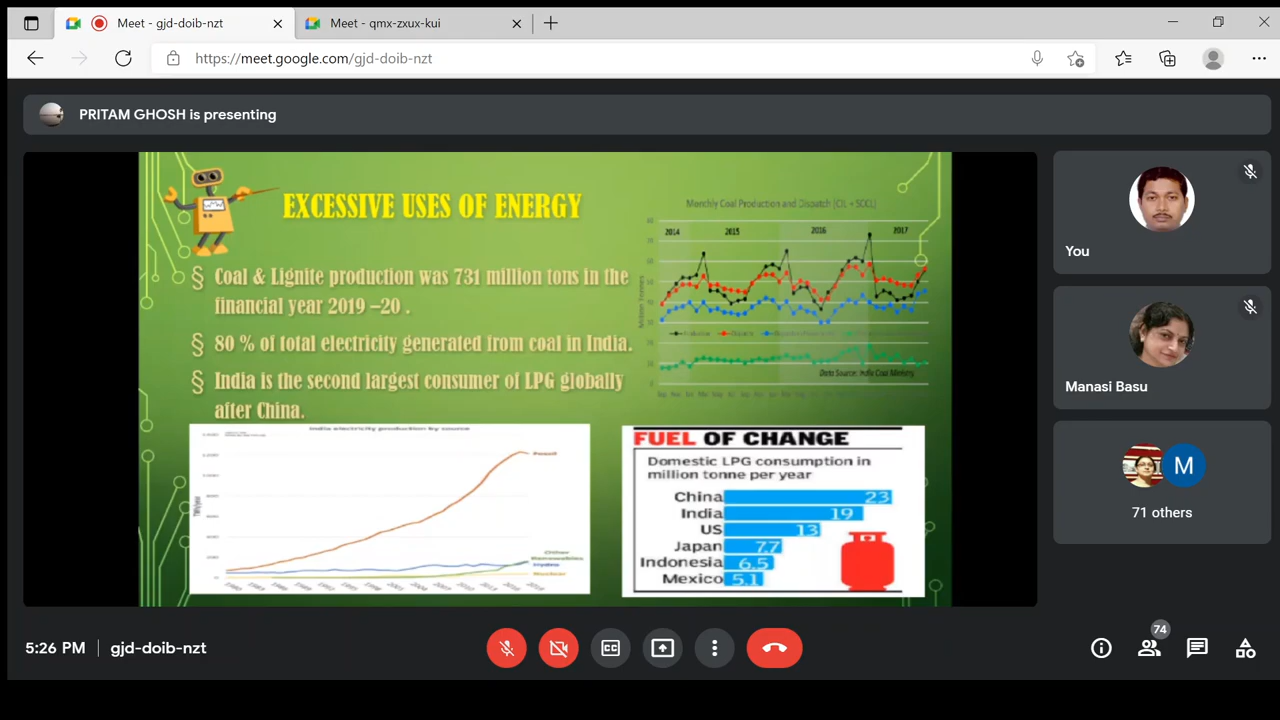 Meet - gjd-doib-nzt
Meet - qmx-zxux-kui
https://meet.google.com/gjd-doib-nzt
PRITAM GHOSH is presenting
EXCESSIVE USES OF ENERGY
§ Coal & Lignite production was 731 million tons in the
financial year 2019 –20 .
§ 80 % of total electricity generated from coal in India.
§ India is the second largest consumer of LPG globally
after China.
Monthly Coal Production and Dispatch (CIL + SCCL)
2014 2015 2016 2017
Data Source: India Coal Ministry
India electricity production by source
Fossil
Other
Renewables
Hydro
Nuclear
FUEL OF CHANGE
Domestic LPG consumption in
million tonne per year
China 23
India 19
US 13
Japan 7.7
Indonesia 6.5
Mexico 5.1
You
Manasi Basu
M
71 others
5:26 PM | gjd-doib-nzt
74